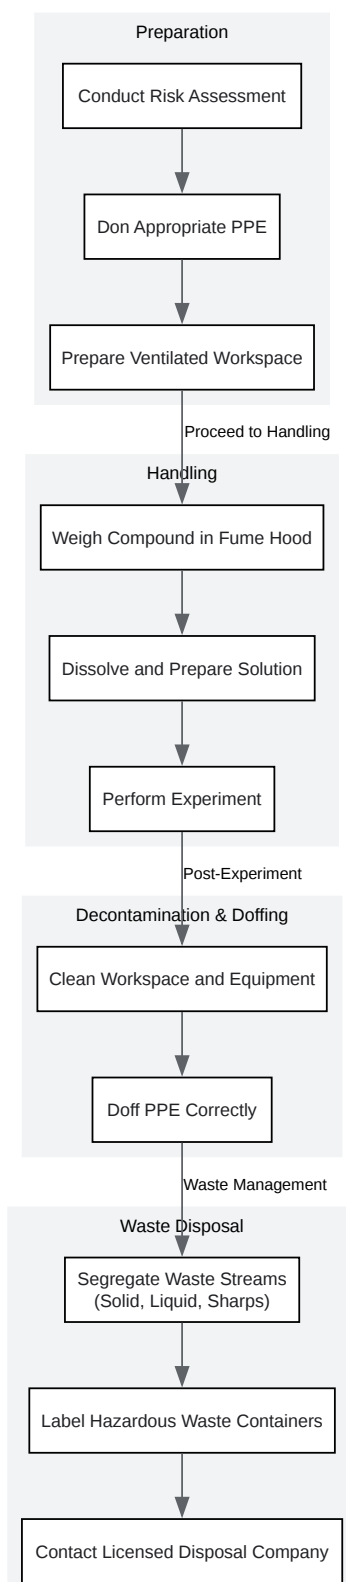 Preparation
Conduct Risk Assessment
Don Appropriate PPE
Prepare Ventilated Workspace
Proceed to Handling
Handling
Weigh Compound in Fume Hood
Dissolve and Prepare Solution
Perform Experiment
Post-Experiment
Decontamination & Doffing
Clean Workspace and Equipment
Doff PPE Correctly
Waste Management
Waste Disposal
Segregate Waste Streams
(Solid, Liquid, Sharps)
Label Hazardous Waste Containers
Contact Licensed Disposal Company